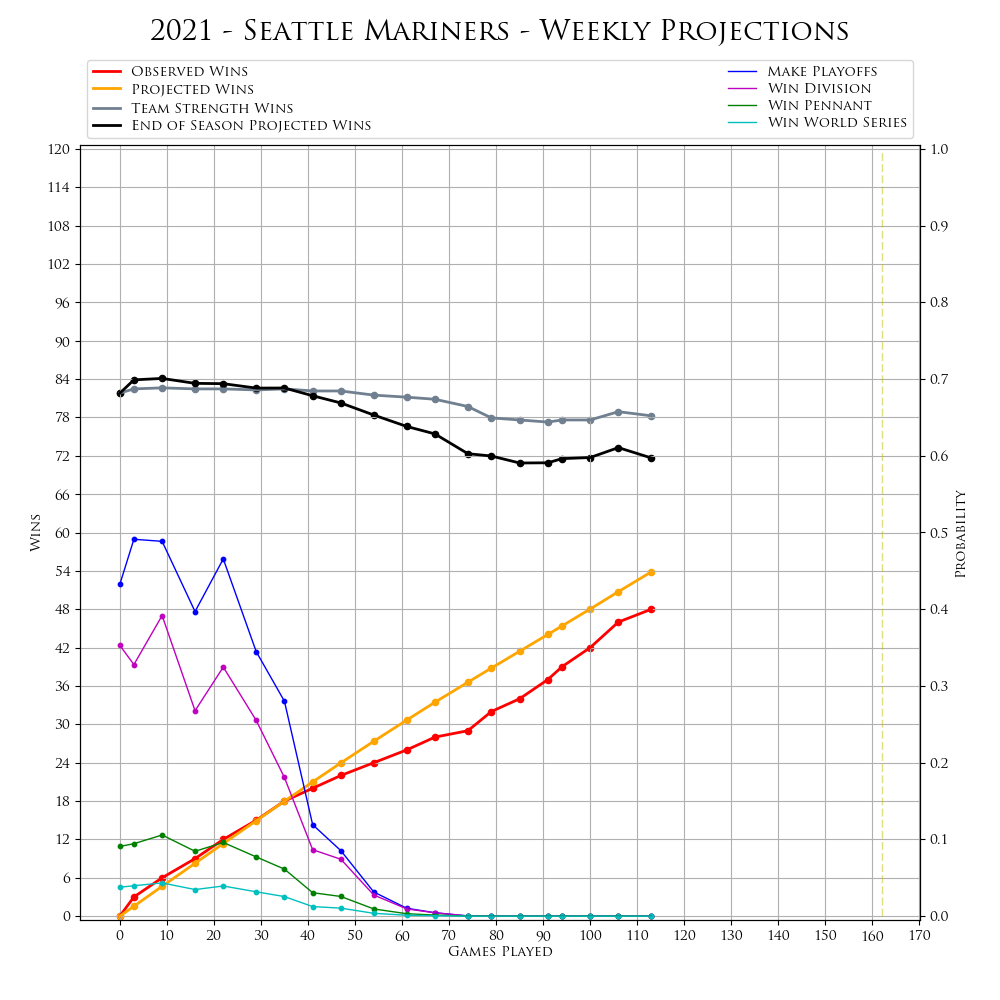 2021 - Seattle Mariners - Weekly Projections
Observed Wins
Projected Wins
Team Strength Wins
End of Season Projected Wins
Make Playoffs
Win Division
Win Pennant
Win World Series
120
114
108
102
96
90
84
78
72
66
60
54
48
42
36
30
24
18
12
6
0
Wins
1.0
0.9
0.8
0.7
0.6
0.5
0.4
0.3
0.2
0.1
0.0
Probability
0 10 20 30 40 50 60 70 80 90 100 110 120 130 140 150 160 170
Games Played